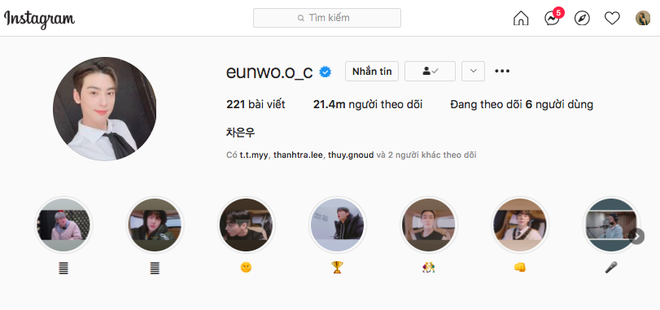 Instagram
Tìm kiếm
5
eunwo.o_c
Nhắn tin
221 bài viết 21.4m người theo dõi Đang theo dõi 6 người dùng
차은우
Có t.t.myy, thanhtra.lee, thuy.gnoud và 2 người khác theo dõi